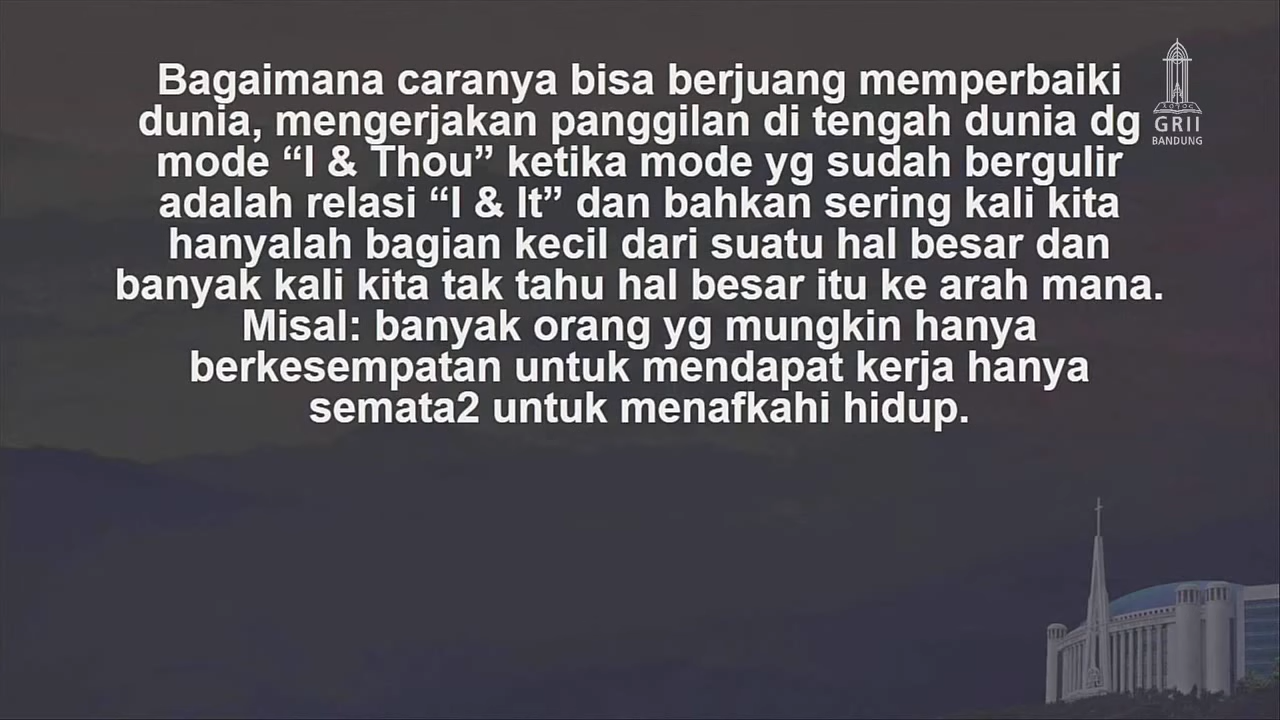 Bagaimana caranya bisa berjuang memperbaiki
dunia, mengerjakan panggilan di tengah dunia dg
mode “I & Thou” ketika mode yg sudah bergulir
adalah relasi “I & It” dan bahkan sering kali kita
hanyalah bagian kecil dari suatu hal besar dan
banyak kali kita tak tahu hal besar itu ke arah mana.
Misal: banyak orang yg mungkin hanya
berkesempatan untuk mendapat kerja hanya
semata2 untuk menafkahi hidup.
GRII
BANDUNG